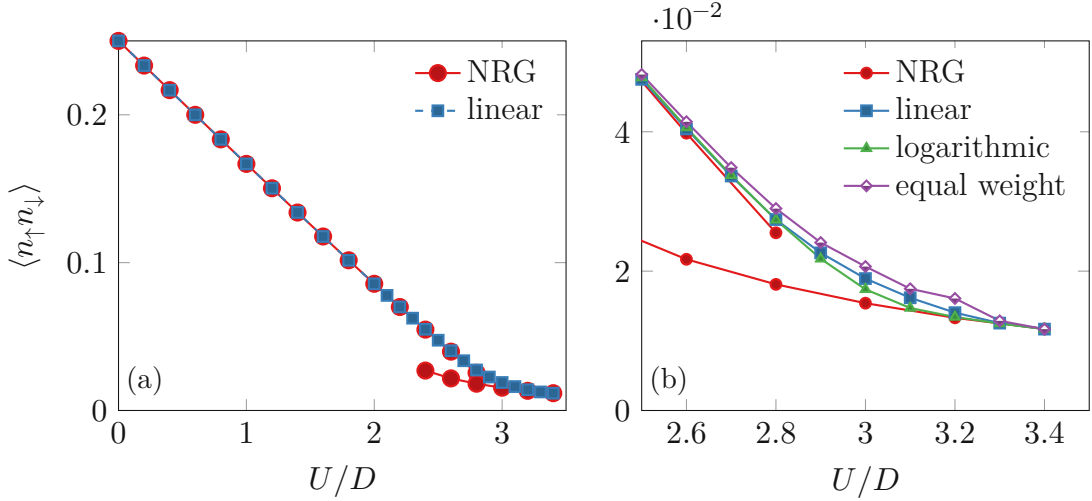 0.2
0.1
0
⟨n↑n↓⟩
0
1
2
3
U/D
NRG
linear
(a)
·10−2
4
2
0
2.6
2.8
3
3.2
3.4
U/D
NRG
linear
logarithmic
equal weight
(b)